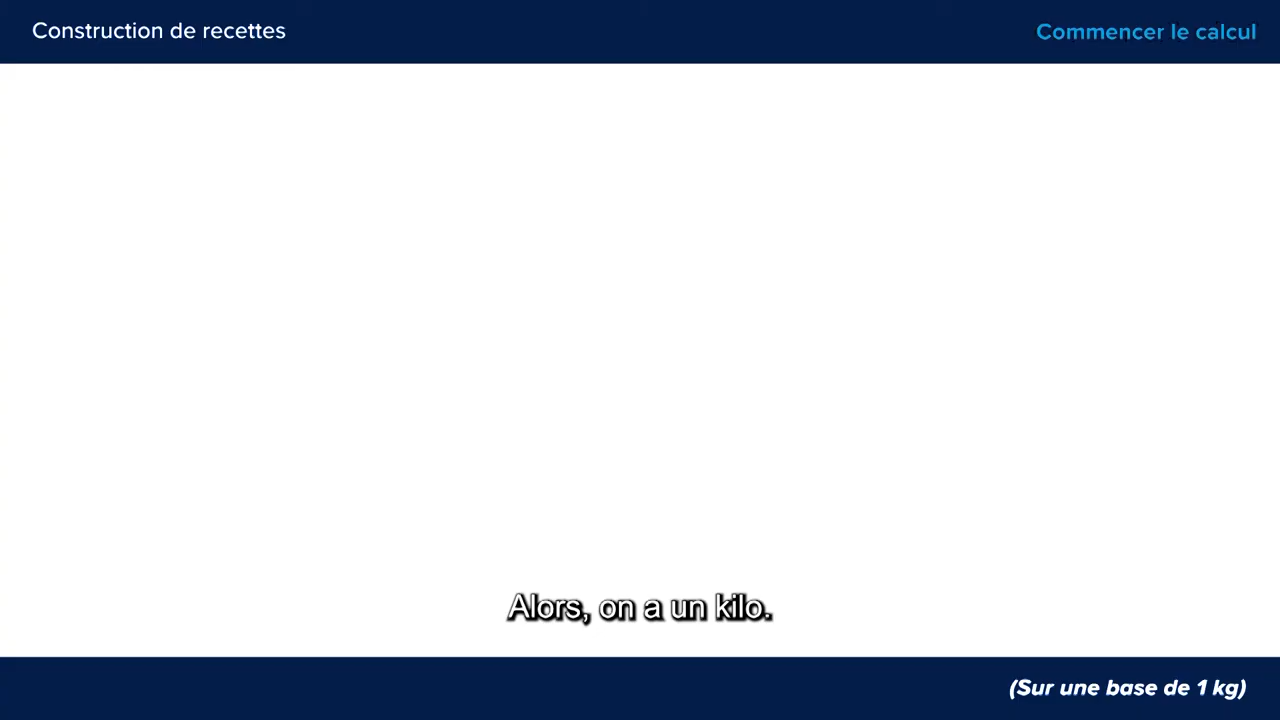 Construction de recettes
Commencer le calcul
Alors, on a un kilo.
(Sur une base de 1 kg)